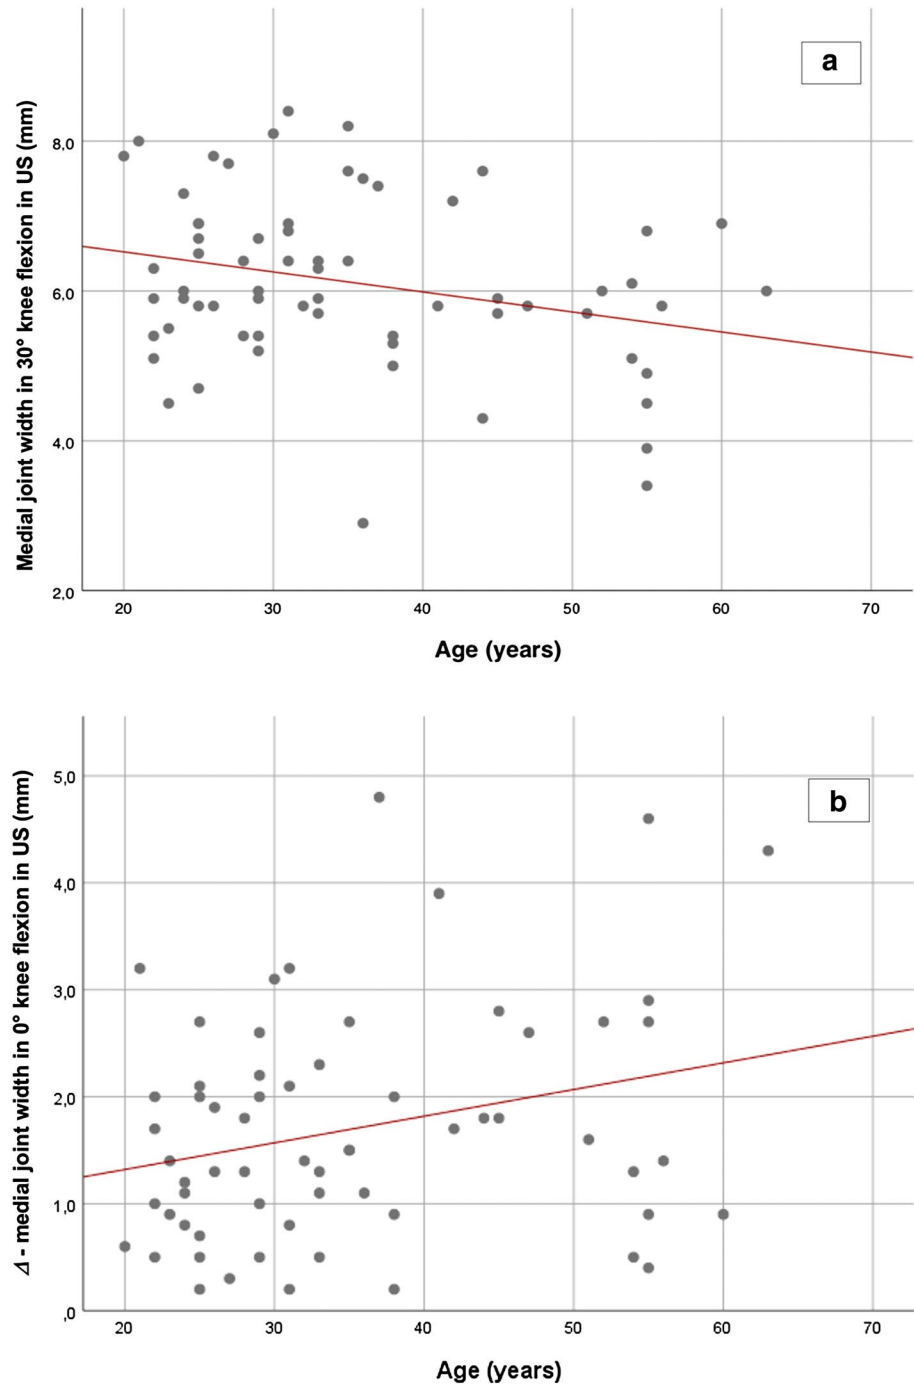 a
Medial joint width in 30° knee flexion in US (mm)
8,0
6,0
4,0
2,0
20 30 40 50 60 70
Age (years)
b
Δ - medial joint width in 0° knee flexion in US (mm)
5,0
4,0
3,0
2,0
1,0
,0
20 30 40 50 60 70
Age (years)